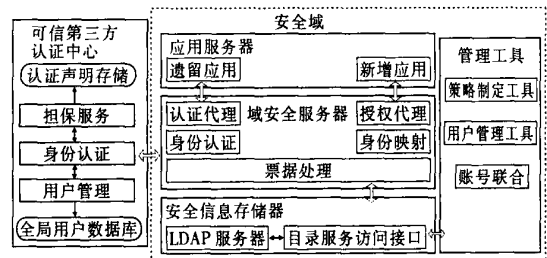 可信第三方
认证中心
认证声明存储
担保服务
身份认证
用户管理
全局用户数据库
安全域
应用服务器
遗留应用
新增应用
认证代理
域安全服务器
授权代理
身份认证
身份映射
票据处理
安全信息存储器
LDAP 服务器
目录服务访问接口
管理工具
策略制定工具
用户管理工具
账号联合